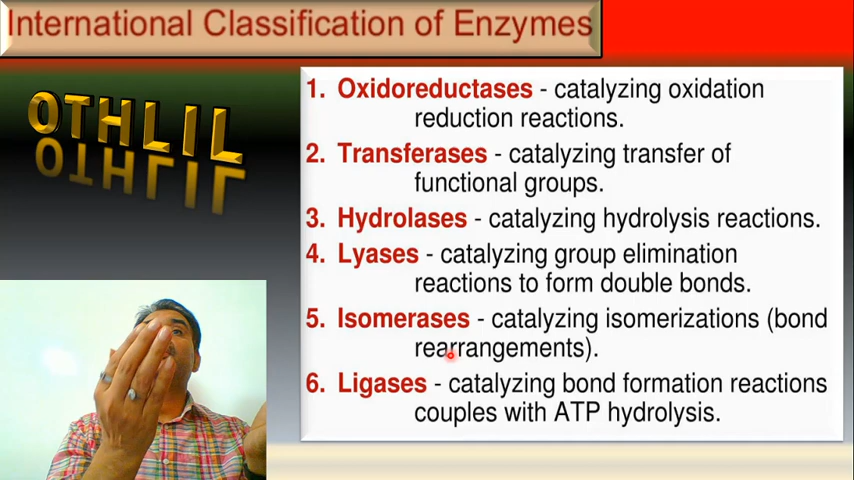 International Classification of Enzymes
OTHLIL
1. Oxidoreductases - catalyzing oxidation
reduction reactions.
2. Transferases - catalyzing transfer of
functional groups.
3. Hydrolases - catalyzing hydrolysis reactions.
4. Lyases - catalyzing group elimination
reactions to form double bonds.
5. Isomerases - catalyzing isomerizations (bond
rearrangements).
6. Ligases - catalyzing bond formation reactions
couples with ATP hydrolysis.